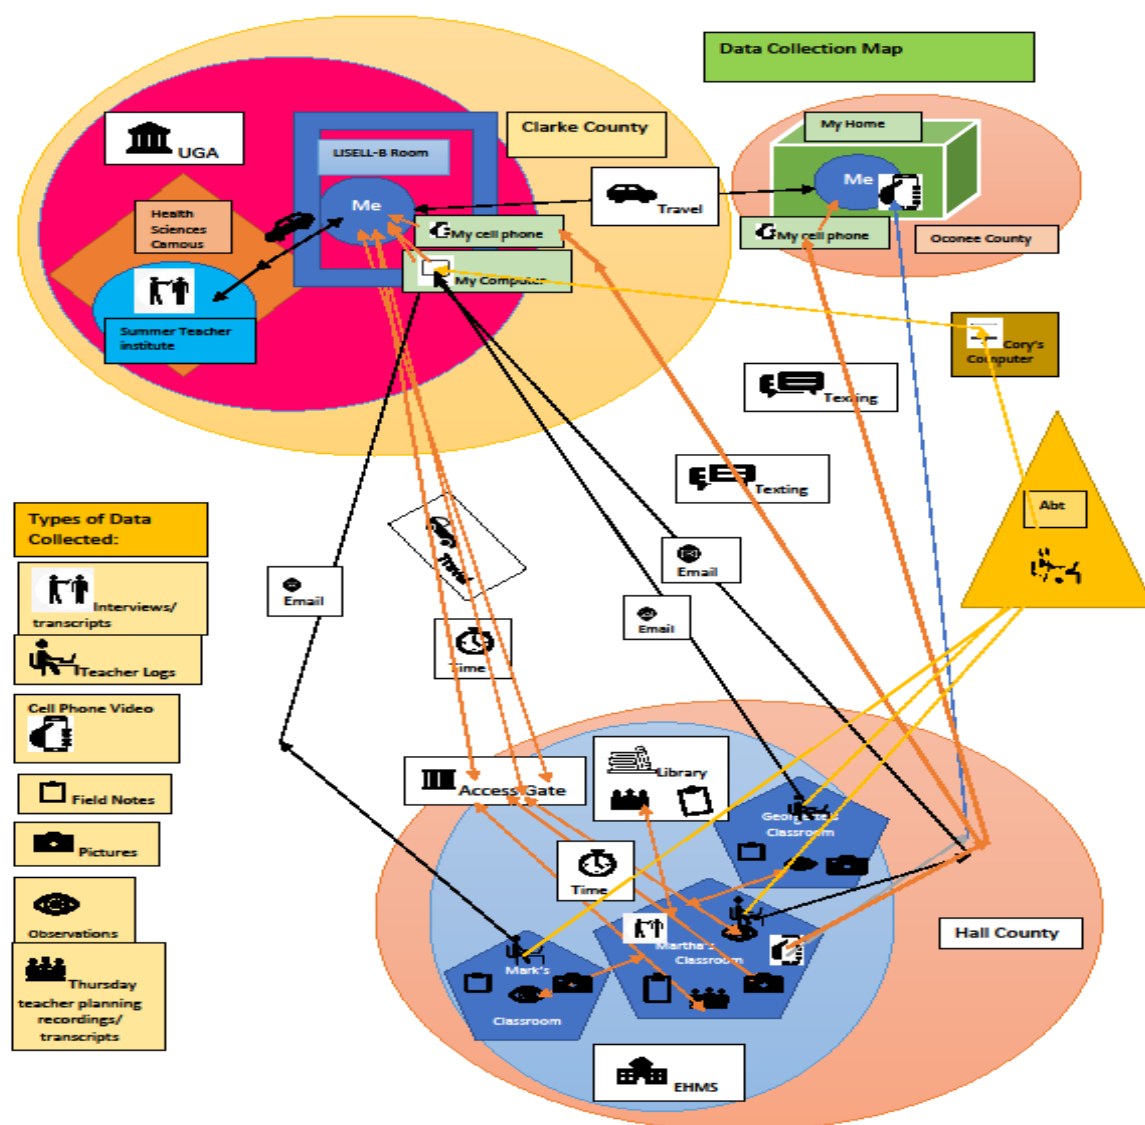 Data Collection Map
UGA
LISELL-B Room
Clarke County
My Home
Me
Me
Travel
Health
Sciences
Camous
My cell phone
My cell phone
Oconee County
My Computer
Summer Teacher
institute
Cory's
Computer
Texting
Texting
Abt
Types of Data
Collected:
Interviews/
transcripts
Teacher Logs
Cell Phone Video
Field Notes
Pictures
Observations
Thursday
teacher planning
recordings/
transcripts
Travel
Email
Email
Email
Time
Library
Access Gate
Classroom
Time
Martha's
Classroom
Mark's
Classroom
Hall County
EHMS